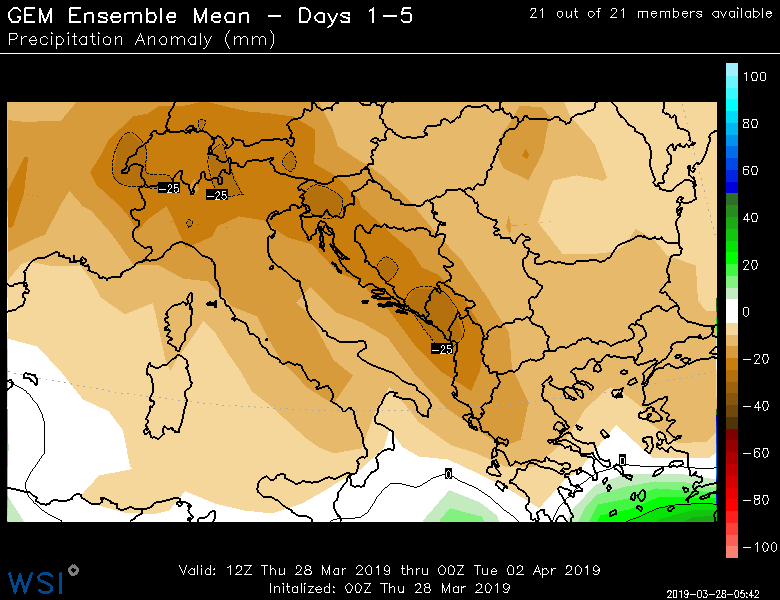 GEM Ensemble Mean - Days 1-5
21 out of 21 members available
Precipitation Anomaly (mm)
100
80
60
40
20
0
-20
-40
-60
-80
-100
-25
-25
-25
0
0
Valid: 12Z Thu 28 Mar 2019 thru 00Z Tue 02 Apr 2019
Initalized: 00Z Thu 28 Mar 2019
WSI
2019-03-28-05:42